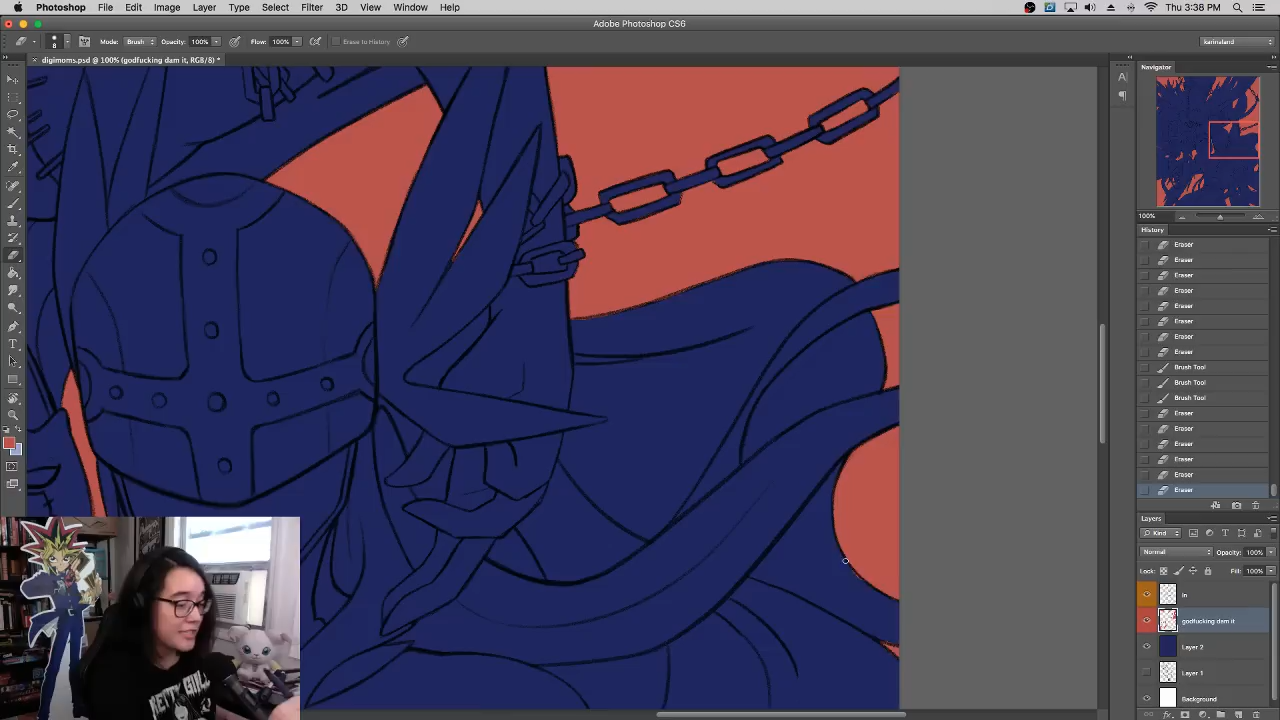 Photoshop File Edit Image Layer Type Select Filter 3D View Window Help Thu 3:38 PM
Adobe Photoshop CS6
8 Mode: Brush Opacity: 100% Flow: 100% Erase to History karinaland
digimoms.psd @ 100% (godfucking dam it, RGB/8) *
Navigator
100%
History
Eraser
Eraser
Eraser
Eraser
Eraser
Eraser
Eraser
Eraser
Brush Tool
Brush Tool
Brush Tool
Eraser
Eraser
Eraser
Eraser
Eraser
Eraser
Layers
Kind
Normal Opacity: 100%
Lock: Fill: 100%
godfucking dam it
Layer 2
Layer 1
Background